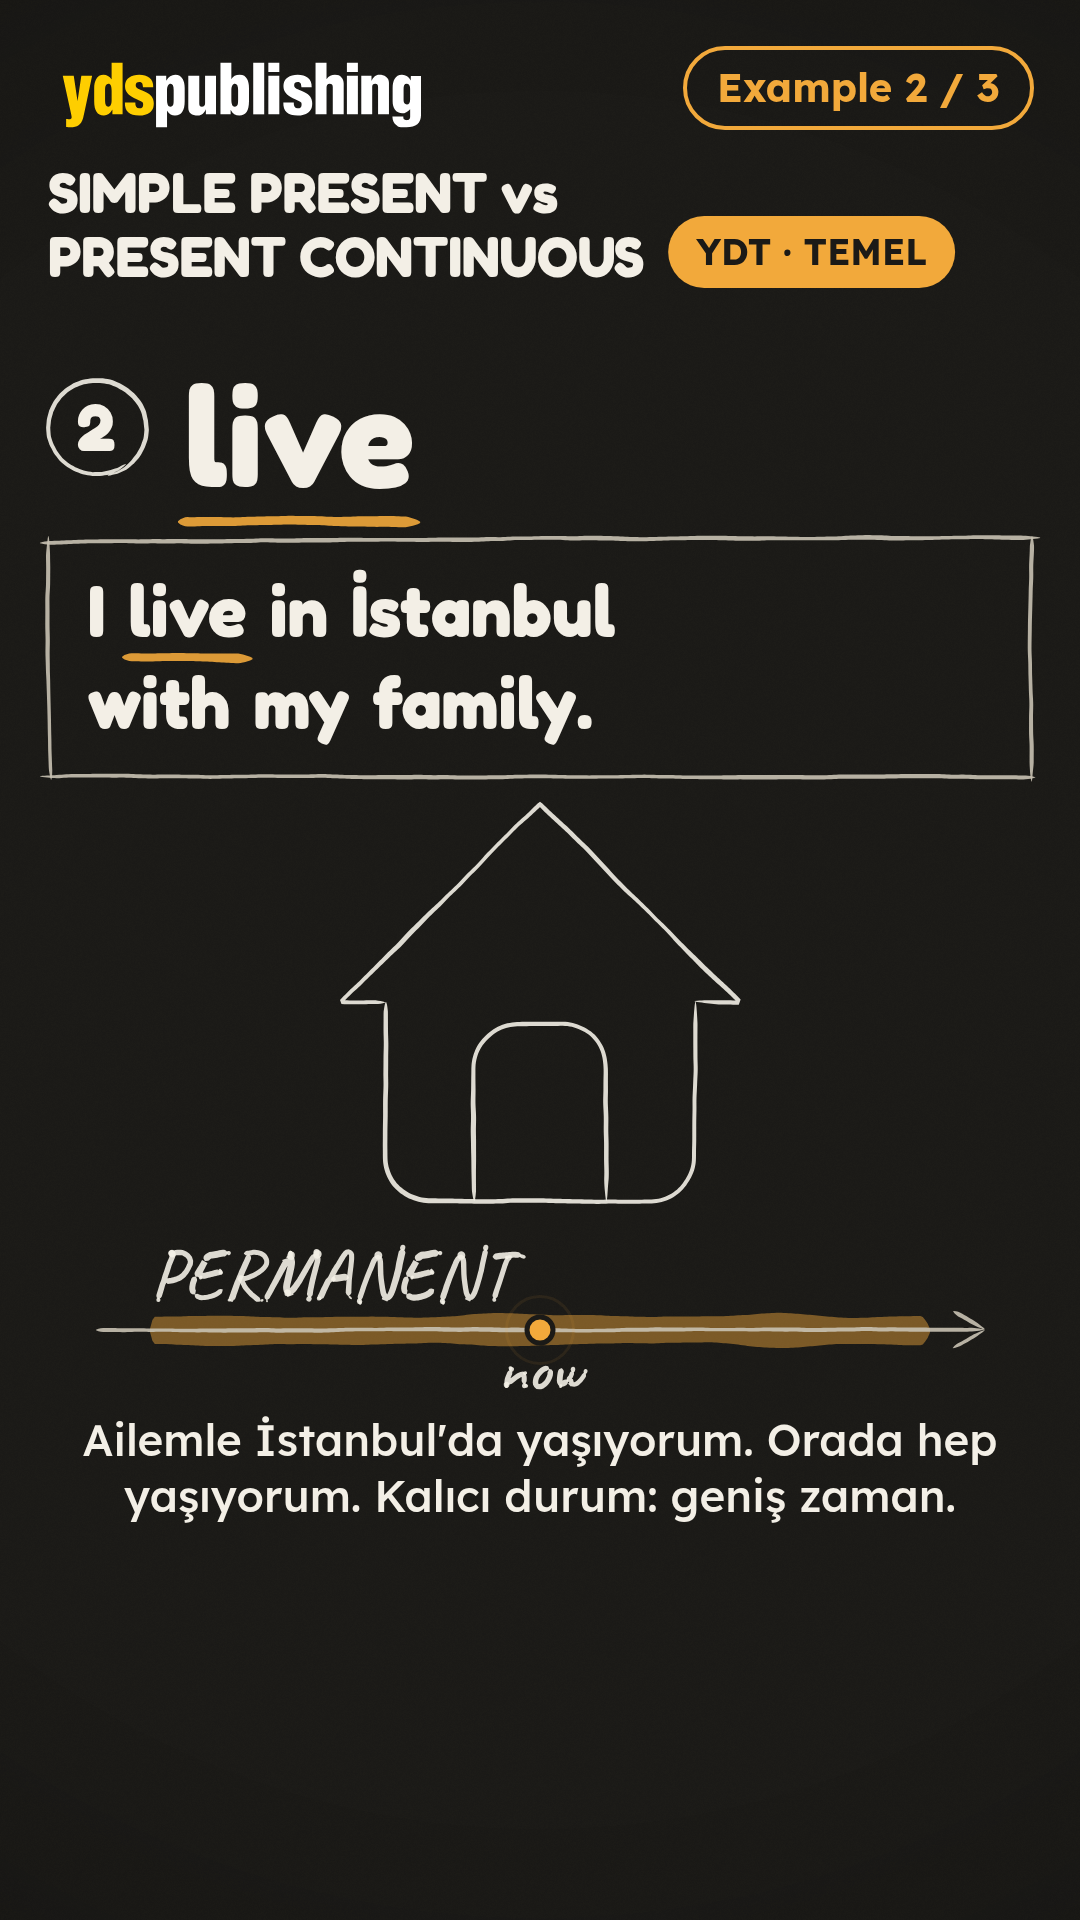 ydspublishing
Example 2 / 3
SIMPLE PRESENT vs
PRESENT CONTINUOUS
YDT · TEMEL
2 live
I live in İstanbul
with my family.
PERMANENT
now
Ailemle İstanbul'da yaşıyorum. Orada hep
yaşıyorum. Kalıcı durum: geniş zaman.